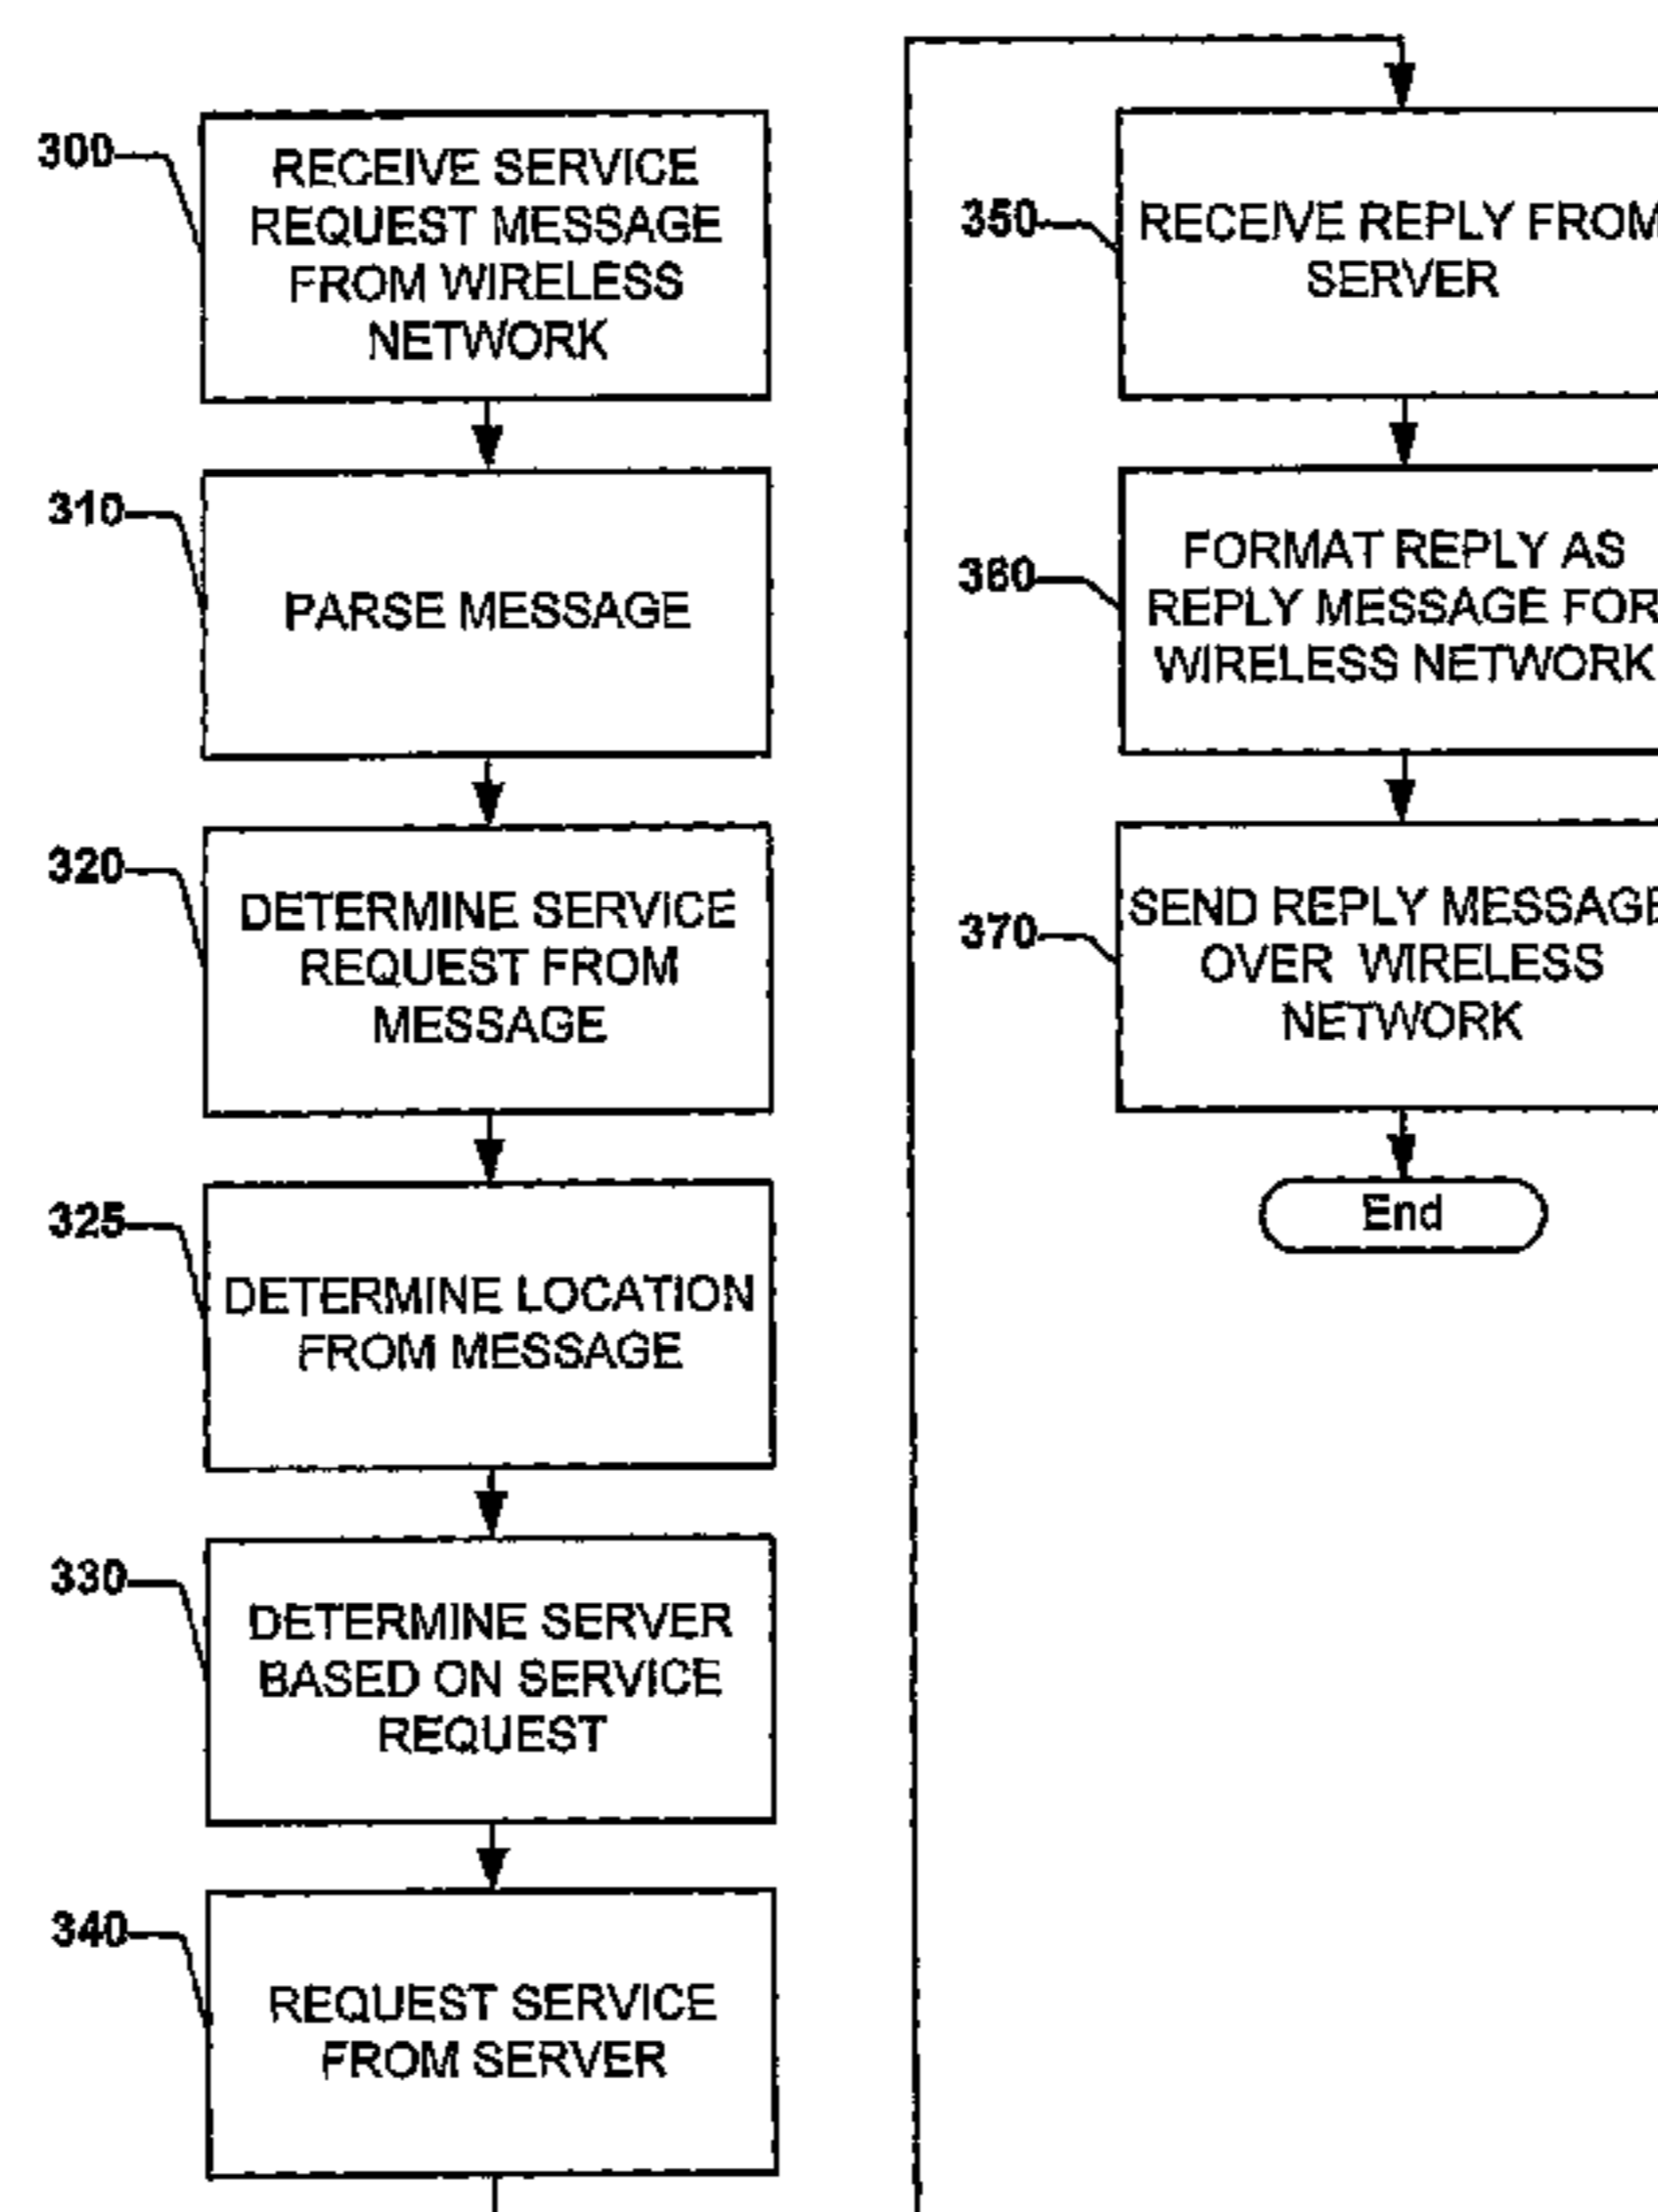 300
RECEIVE SERVICE
REQUEST MESSAGE
FROM WIRELESS
NETWORK
310
PARSE MESSAGE
320
DETERMINE SERVICE
REQUEST FROM
MESSAGE
325
DETERMINE LOCATION
FROM MESSAGE
330
DETERMINE SERVER
BASED ON SERVICE
REQUEST
340
REQUEST SERVICE
FROM SERVER
350
RECEIVE REPLY FROM
SERVER
360
FORMAT REPLY AS
REPLY MESSAGE FOR
WIRELESS NETWORK
370
SEND REPLY MESSAGE
OVER WIRELESS
NETWORK
End